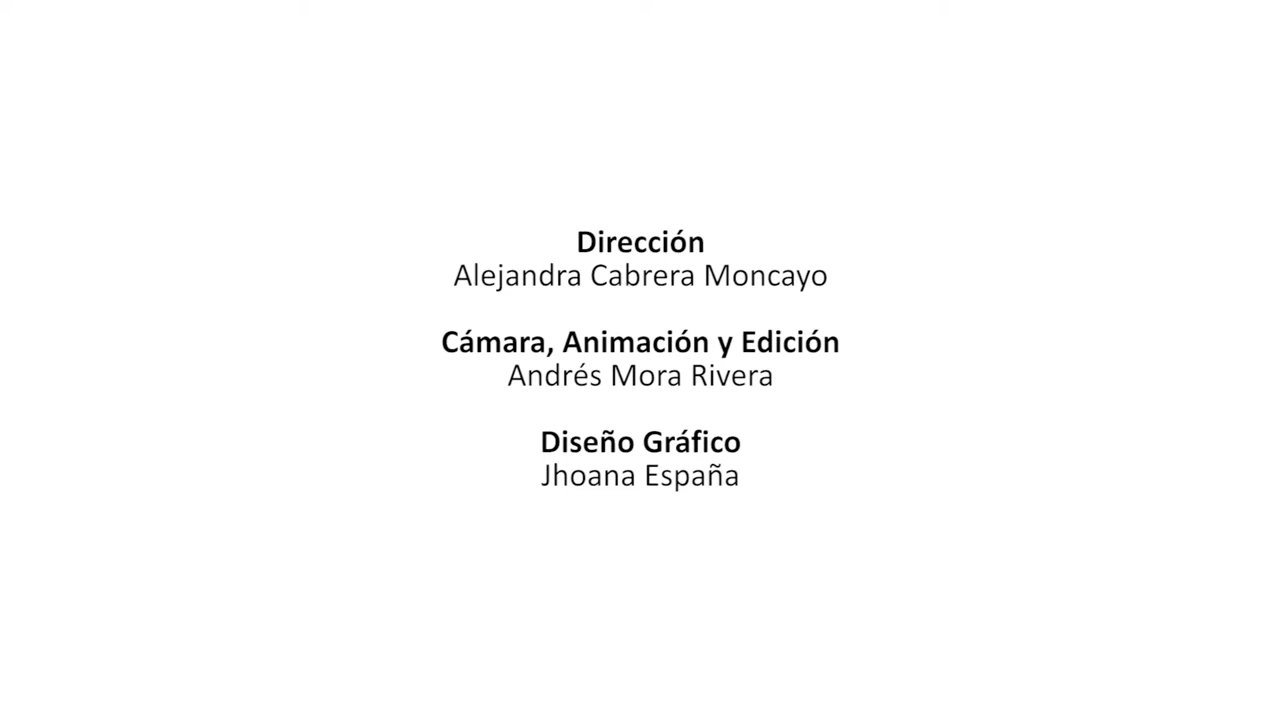 Dirección
Alejandra Cabrera Moncayo
Cámara, Animación y Edición
Andrés Mora Rivera
Diseño Gráfico
Jhoana España